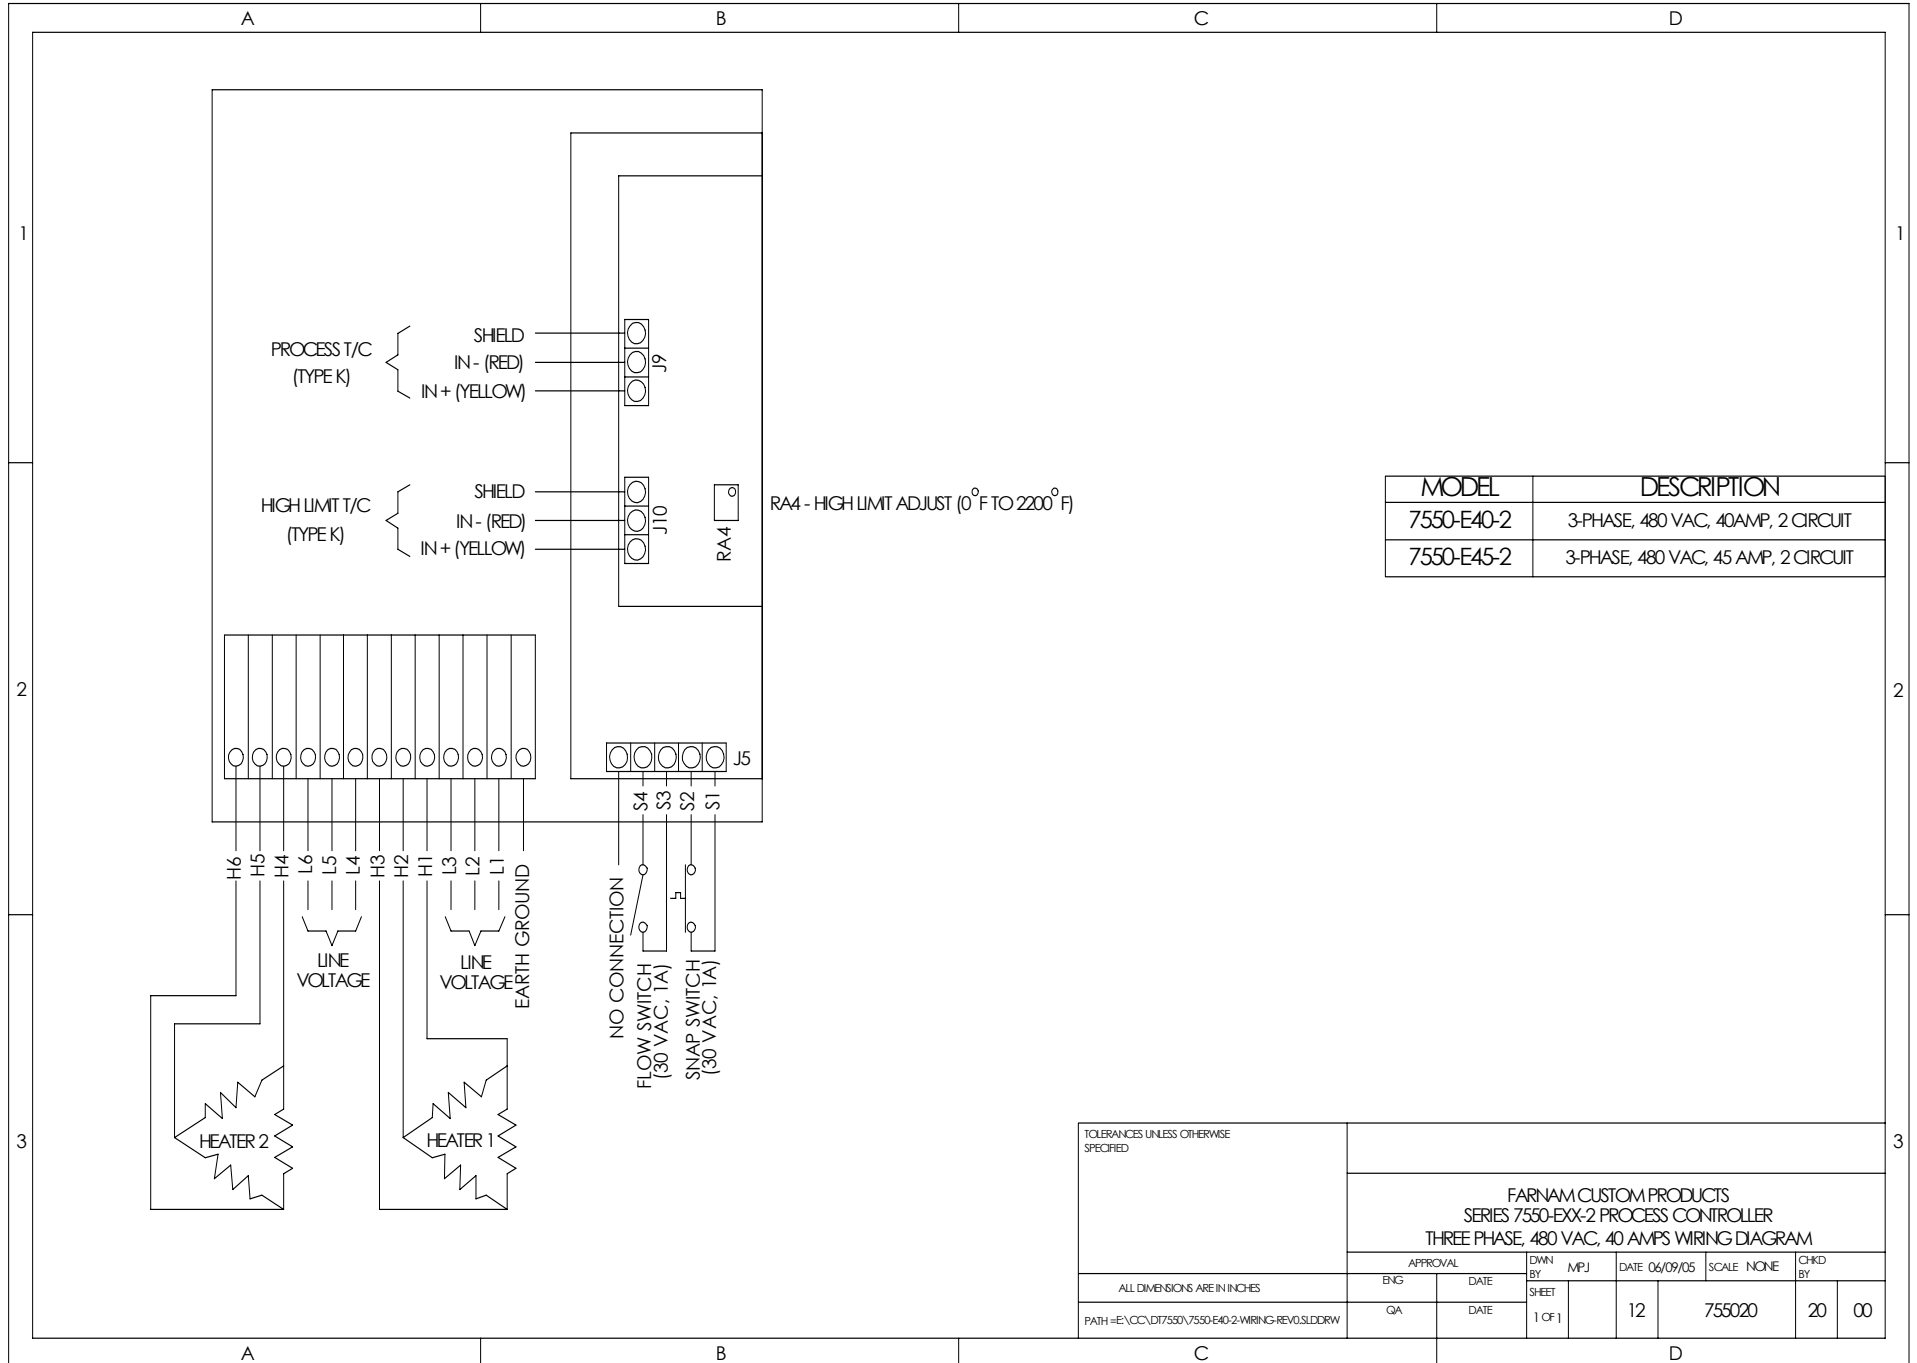 A B C D
1 1
PROCESS T/C
(TYPE K)
SHIELD
IN - (RED)
IN + (YELLOW)
J9
HIGH LIMIT T/C
(TYPE K)
SHIELD
IN - (RED)
IN + (YELLOW)
J10
RA4
RA4 - HIGH LIMIT ADJUST (0°F TO 2200°F)
MODEL DESCRIPTION
7550-E40-2 3-PHASE, 480 VAC, 40AMP, 2 CIRCUIT
7550-E45-2 3-PHASE, 480 VAC, 45 AMP, 2 CIRCUIT
2 2
J5
S4 S3 S2 S1
H6 H5 H4 L6 L5 L4 H3 H2 H1 L3 L2 L1 EARTH GROUND
LINE
VOLTAGE
LINE
VOLTAGE
NO CONNECTION
FLOW SWITCH
(30 VAC, 1A)
SNAP SWITCH
(30 VAC, 1A)
HEATER 2
HEATER 1
3 3
TOLERANCES UNLESS OTHERWISE
SPECIFIED
FARNAM CUSTOM PRODUCTS
SERIES 7550-EXX-2 PROCESS CONTROLLER
THREE PHASE, 480 VAC, 40 AMPS WIRING DIAGRAM
APPROVAL
DWN
BY
MPJ
DATE 06/09/05
SCALE NONE
CHKD
BY
ALL DIMENSIONS ARE IN INCHES
ENG DATE
SHEET
1 OF 1
12 755020 20 00
PATH =E:\CC\DT7550\7550-E40-2-WIRING-REV0.SLDDRW
QA DATE
A B C D